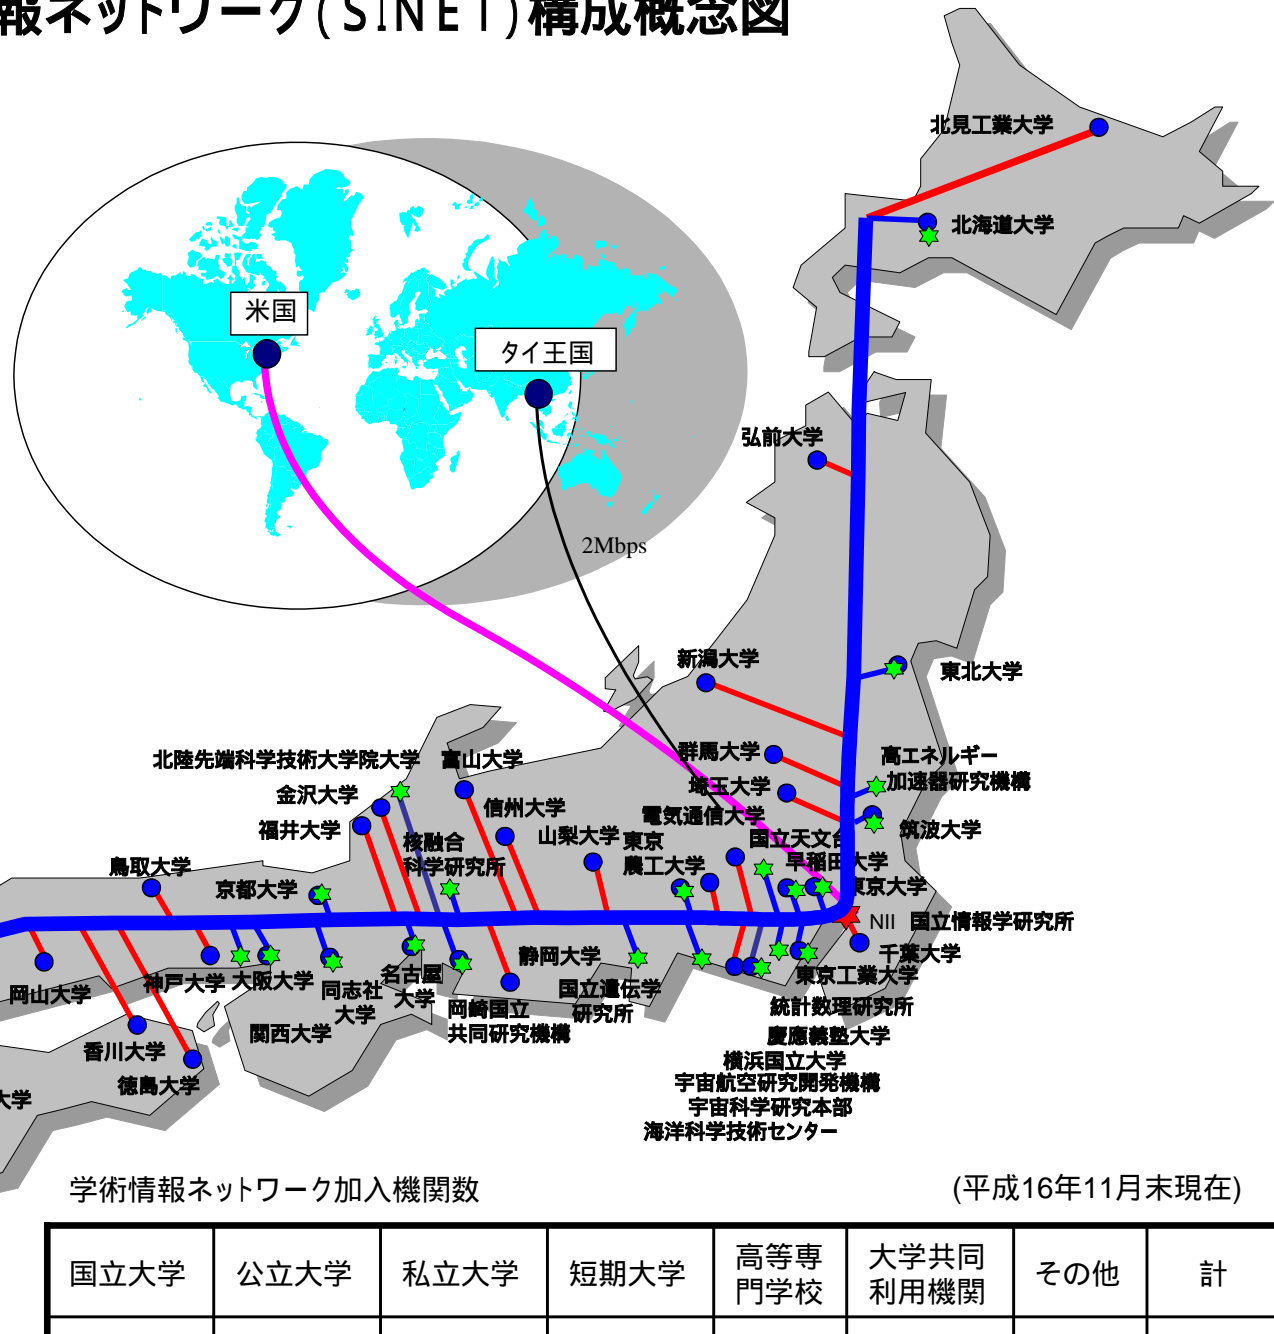 報ネットワーク(SINET)構成概念図
北見工業大学
北海道大学
米国
タイ王国
弘前大学
2Mbps
新潟大学
東北大学
群馬大学
高エネルギー
加速器研究機構
北陸先端科学技術大学院大学
富山大学
埼玉大学
金沢大学
信州大学
電気通信大学
福井大学
山梨大学
東京
農工大学
国立天文台
筑波大学
核融合
科学研究所
早稲田大学
鳥取大学
京都大学
東京大学
NII
国立情報学研究所
千葉大学
静岡大学
東京工業大学
神戸大学
大阪大学
名古屋
大学
岡山大学
同志社
大学
国立遺伝学
研究所
統計数理研究所
岡崎国立
共同研究機構
関西大学
慶應義塾大学
香川大学
横浜国立大学
徳島大学
宇宙航空研究開発機構
宇宙科学研究本部
大学
海洋科学技術センター
学術情報ネットワーク加入機関数
(平成16年11月末現在)
国立大学
公立大学
私立大学
短期大学
高等専
門学校
大学共同
利用機関
その他
計